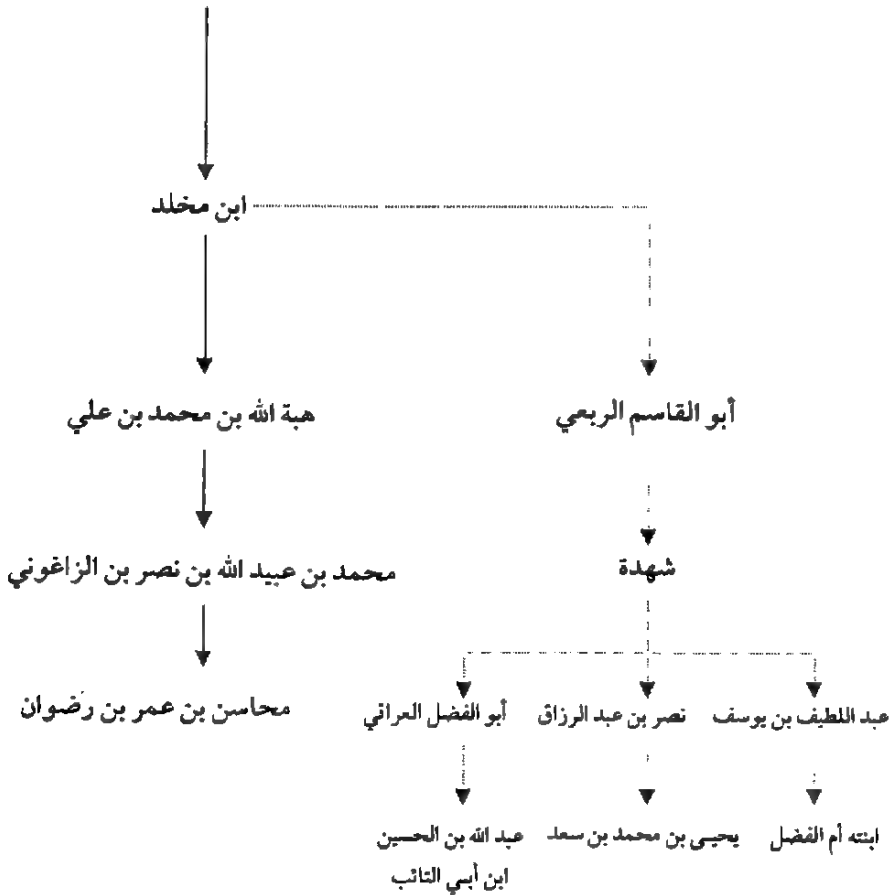 ابن مخلد
أبو القاسم الربعي
هبة الله بن محمد بن علي
شهدة
محمد بن عبيد الله بن نصر بن الزاغوني
عبد اللطيف بن يوسف
نصر بن عبد الرزاق
أبو الفضل العراقي
محاسن بن عمر بن رضوان
ابنته أم الفضل
يحيى بن محمد بن سعد
عبد الله بن الحسين
ابن أبي التائب